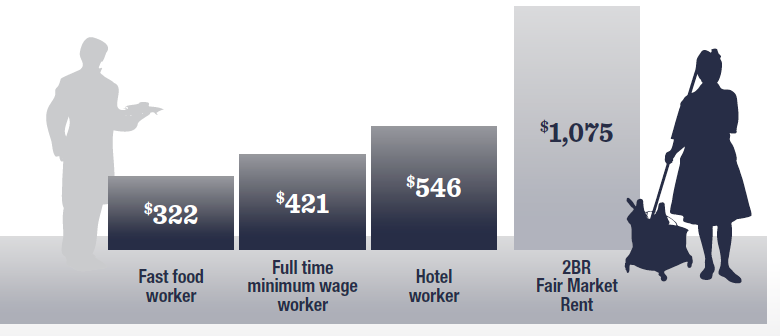 $322
$421
$546
$1,075
Fast food
worker
Full time
minimum wage
worker
Hotel
worker
2BR
Fair Market
Rent